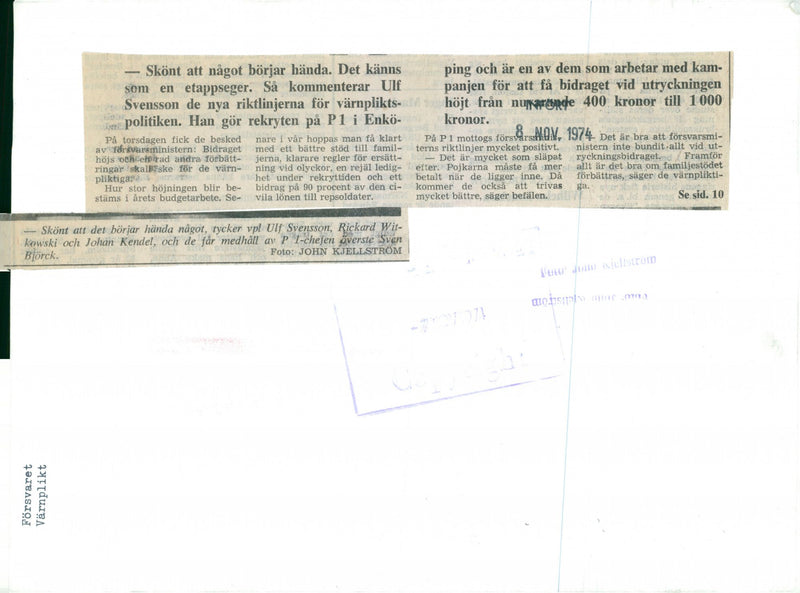 — Skönt att något börjar hända. Det känns
som en etappseger. Så kommenterar Ulf
Svensson de nya riktlinjerna för värnplikts-
politiken. Han gör rekryten på P 1 i Enkö-
ping och är en av dem som arbetar med kam-
panjen för att få bidraget vid utryckningen
höjt från nuvarande 400 kronor till 1 000
kronor.
INFÖRT
8 NOV. 1974
På torsdagen fick de besked
av försvarsministern: Bidraget
höjs och en rad andra förbätt-
ringar skall ske för de värn-
pliktiga.
Hur stor höjningen blir be-
stäms i årets budgetarbete. Se-
nare i vår hoppas man få klart
med ett bättre stöd till famil-
jerna, klarare regler för ersätt-
ning vid olyckor, en rejäl ledig-
het under rekryttiden och ett
bidrag på 90 procent av den ci-
vila lönen till repsoldater.
På P 1 mottogs försvarsminis-
terns riktlinjer mycket positivt.
— Det är mycket som släpat
efter. Pojkarna måste få mer
betalt när de ligger inne. Då
kommer de också att trivas
mycket bättre, säger befälen.
Det är bra att försvarsmi-
nistern inte bundit allt vid ut-
ryckningsbidraget. Framför
allt är det bra om familjestödet
förbättras, säger de värnplikti-
ga.
Se sid. 10
— Skönt att det börjar hända något, tycker vpl Ulf Svensson, Rickard Wit-
kowski och Johan Kendel, och de får medhåll av P 1-chefen överste Sven
Björck.
Foto: JOHN KJELLSTRÖM
Foto: John Kjellström
Foto: John Kjellström
Copyright
Försvaret
Värnplikt